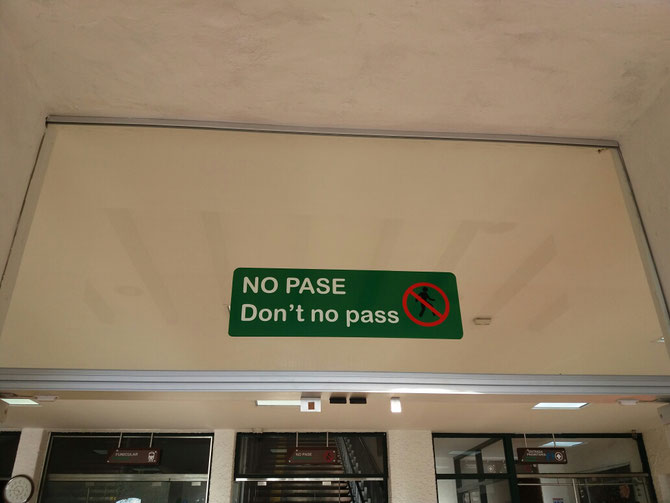 NO PASE
Don't no pass
FUNICULAR
NO PASE